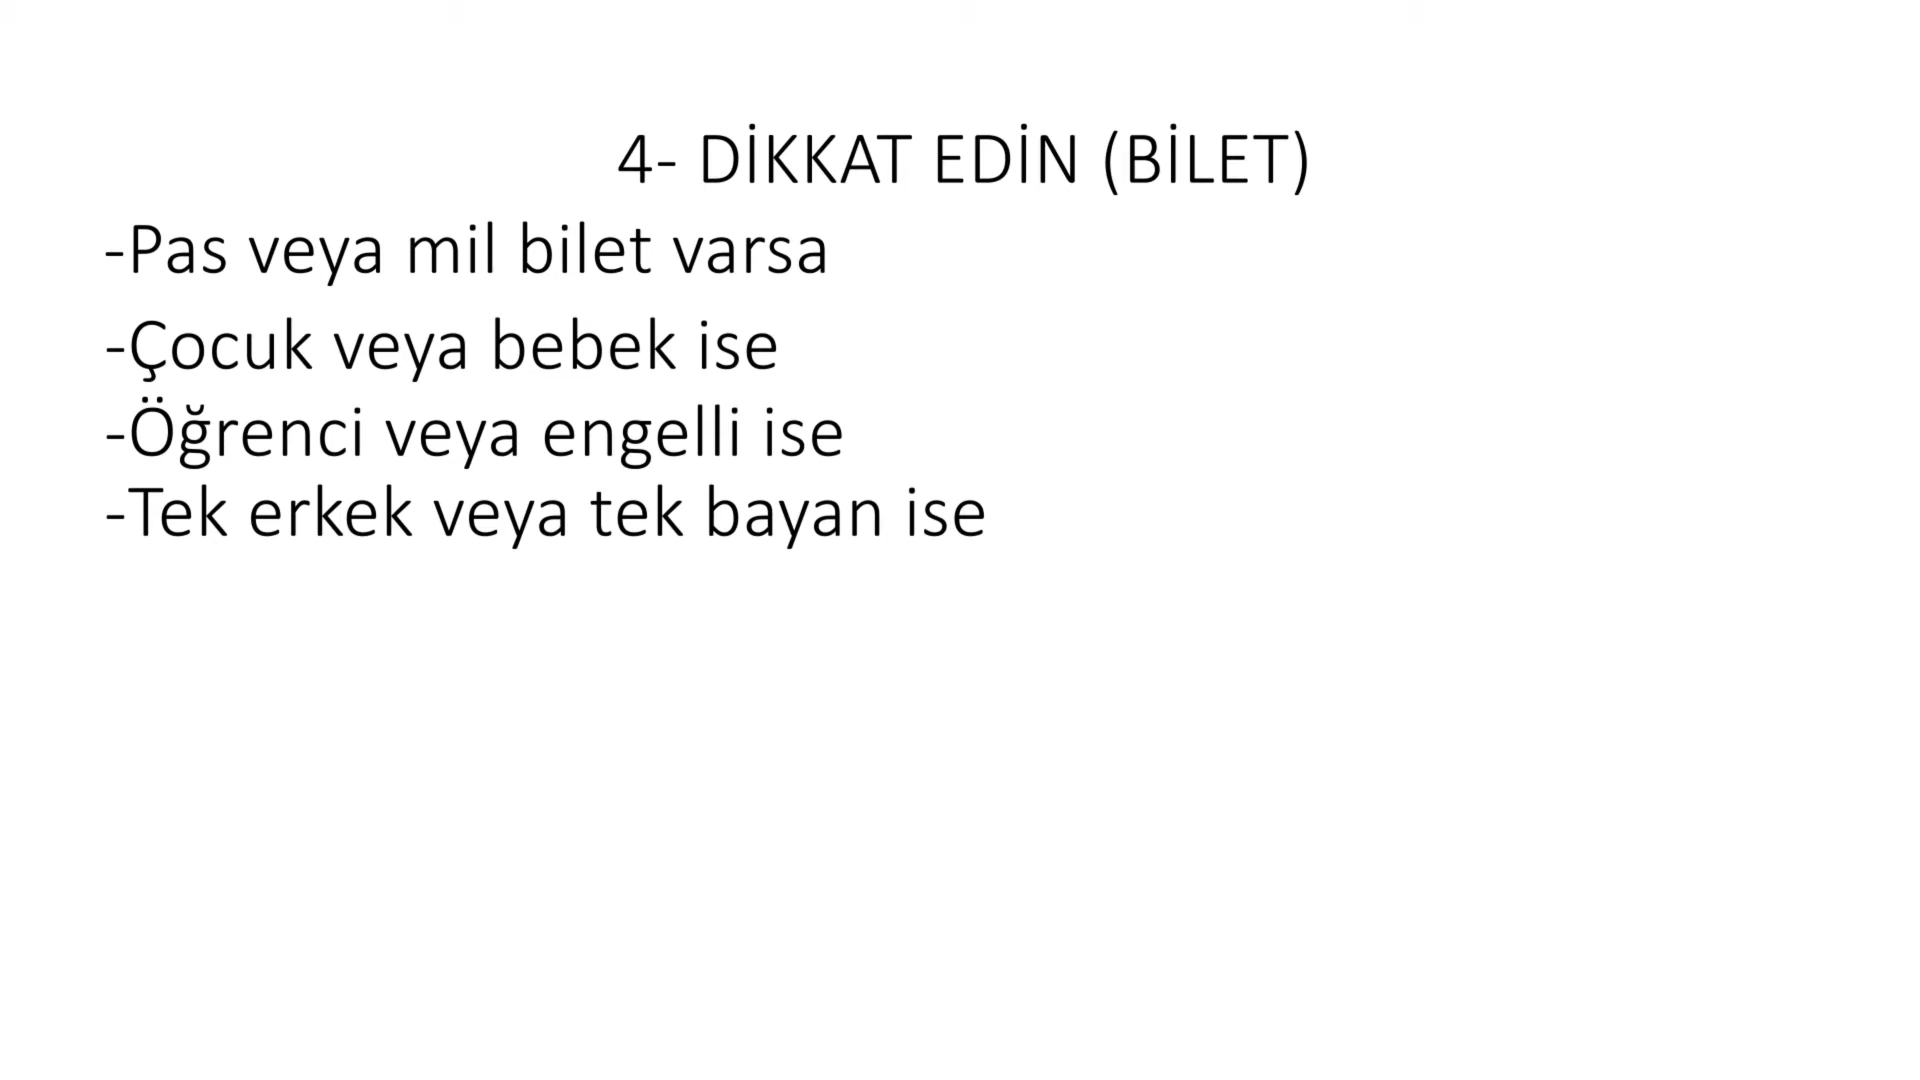 4- DİKKAT EDİN (BİLET)
-Pas veya mil bilet varsa
-Çocuk veya bebek ise
-Öğrenci veya engelli ise
-Tek erkek veya tek bayan ise